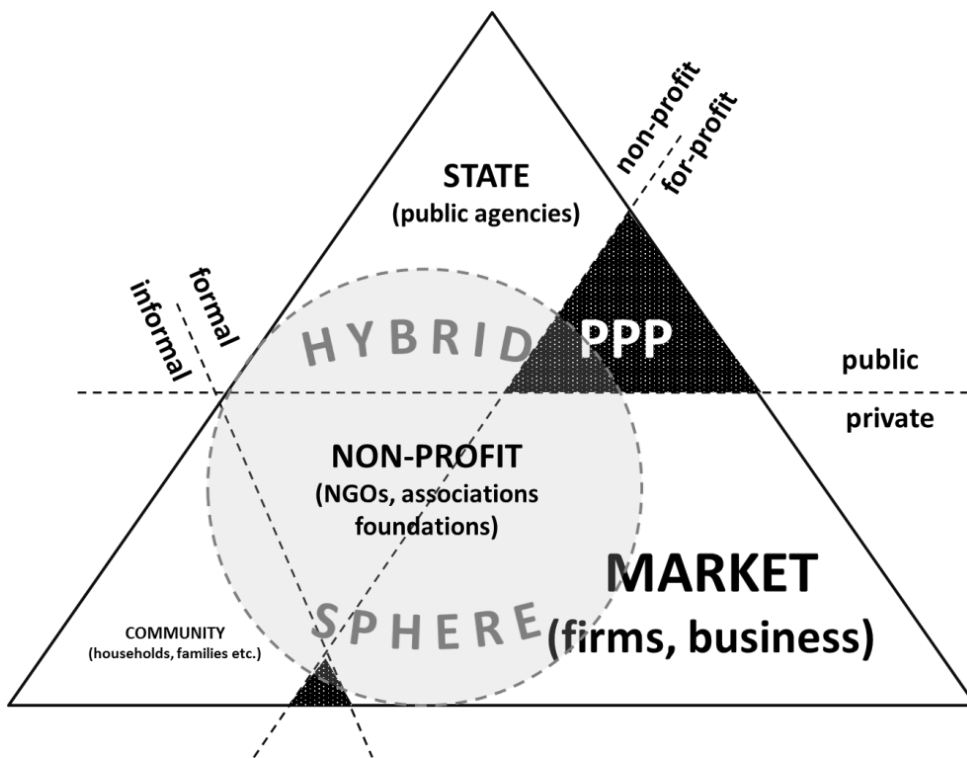 non-profit
for-profit
STATE
(public agencies)
formal
informal
HYBRID
PPP
public
private
NON-PROFIT
(NGOs, associations
foundations)
MARKET
(firms, business)
SPHERE
COMMUNITY
(households, families etc.)